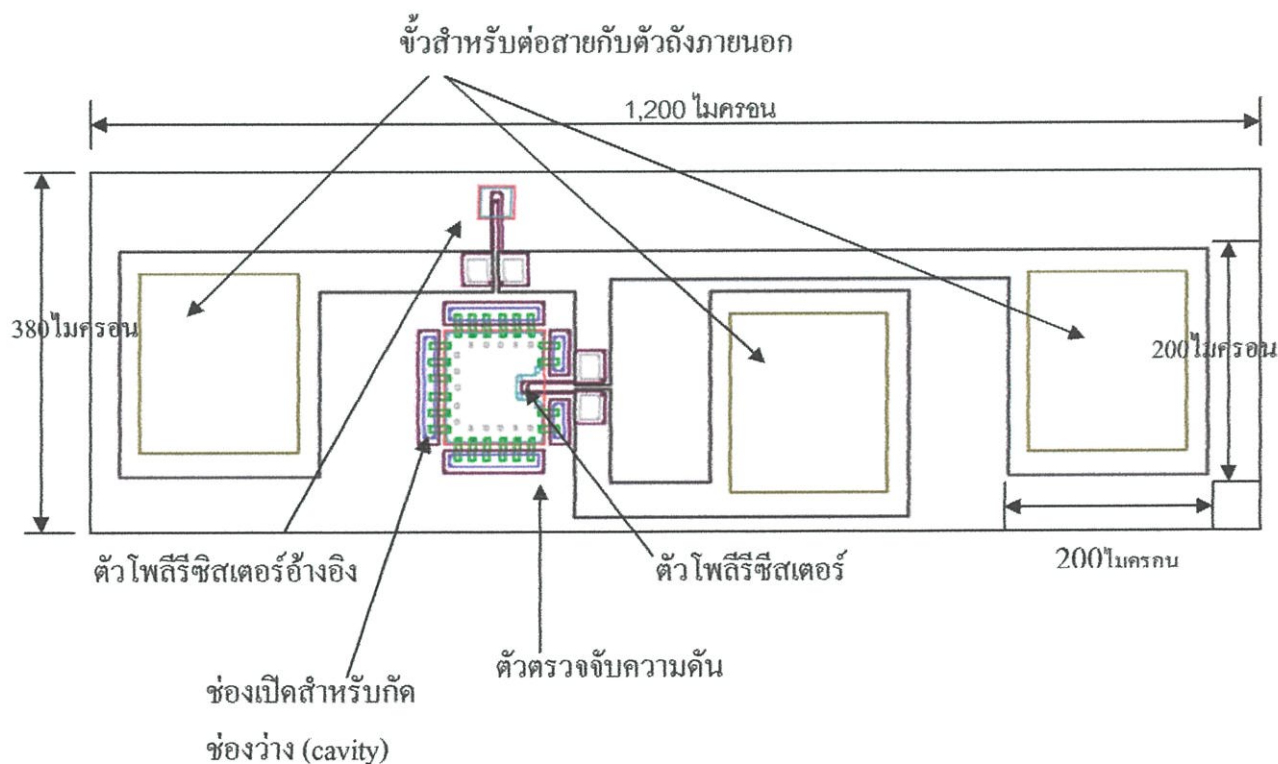 ขั้วสำหรับต่อสายกับตัวถังภายนอก
1,200 ไมครอน
380ไมครอน
200ไมครอน
ตัวโพลีรีซิสเตอร์อ้างอิง
ตัวโพลีรีซีสเตอร์
200ไมครอน
ตัวตรวจจับความดัน
ช่องเปิดสำหรับกัด
ช่องว่าง (cavity)